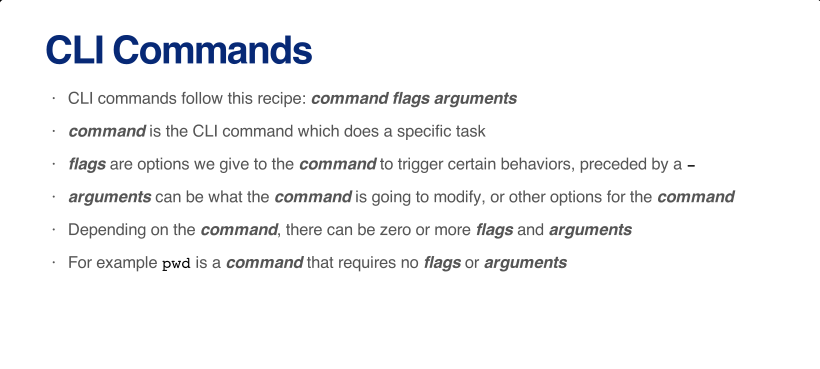 CLI Commands
· CLI commands follow this recipe: command flags arguments
· command is the CLI command which does a specific task
· flags are options we give to the command to trigger certain behaviors, preceded by a –
· arguments can be what the command is going to modify, or other options for the command
· Depending on the command, there can be zero or more flags and arguments
· For example pwd is a command that requires no flags or arguments